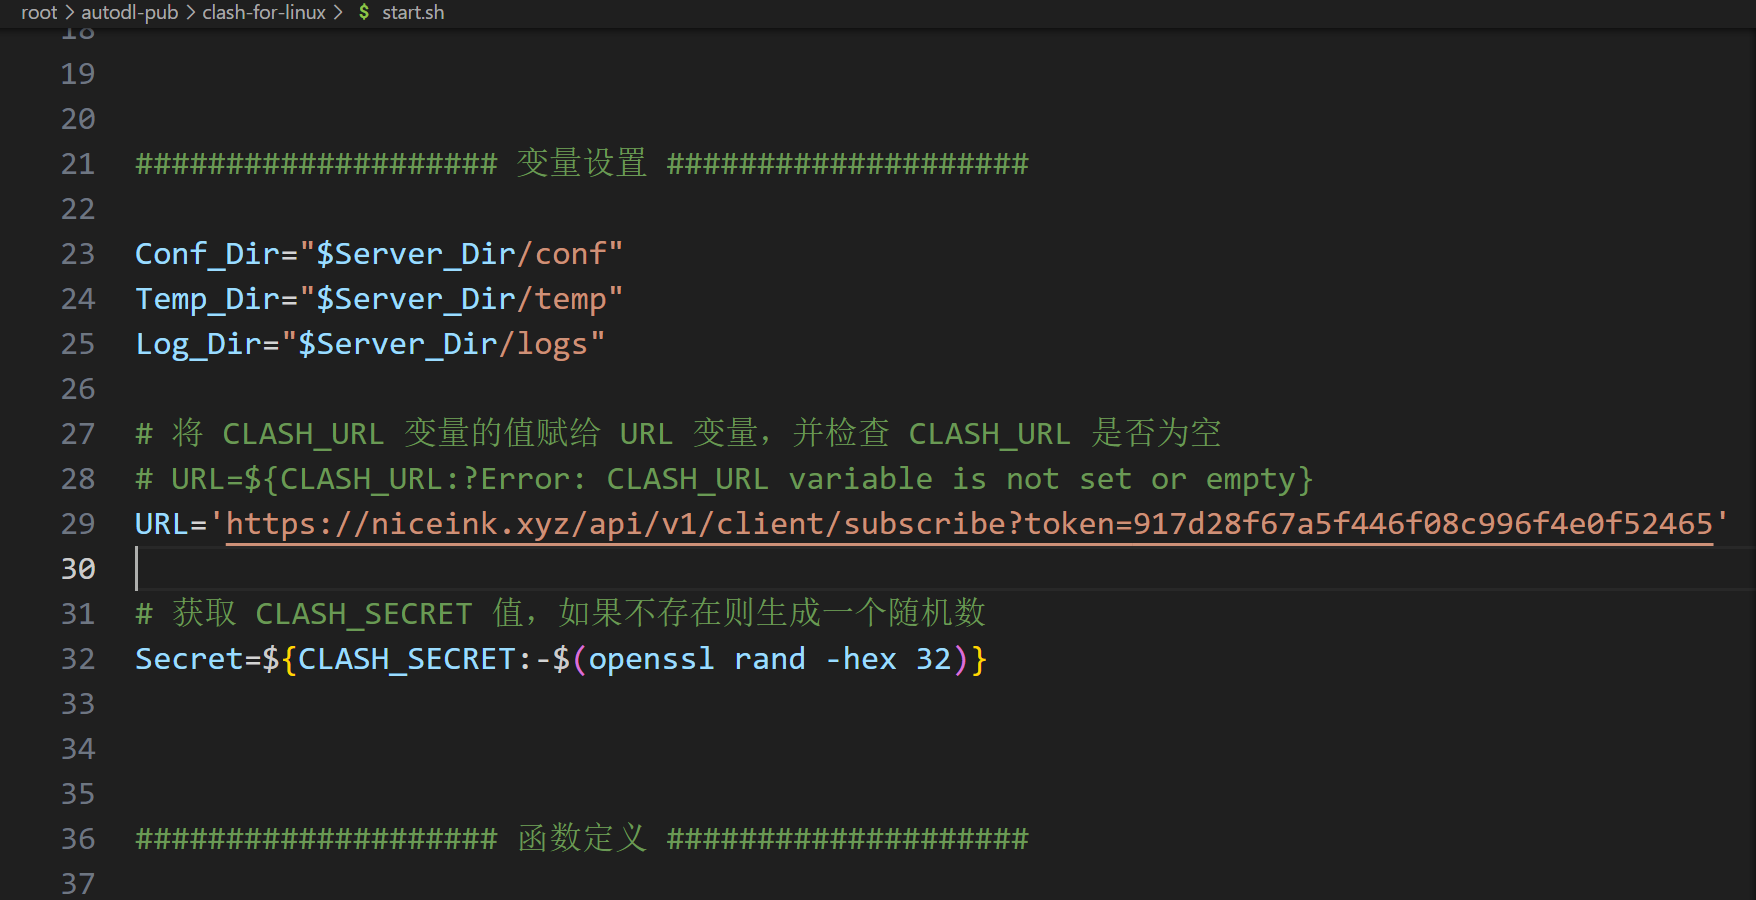 root > autodl-pub > clash-for-linux > $ start.sh
18
19
20
21 #################### 变量设置 ####################
22
23 Conf_Dir="$Server_Dir/conf"
24 Temp_Dir="$Server_Dir/temp"
25 Log_Dir="$Server_Dir/logs"
26
27 # 将 CLASH_URL 变量的值赋给 URL 变量，并检查 CLASH_URL 是否为空
28 # URL=${CLASH_URL:?Error: CLASH_URL variable is not set or empty}
29 URL='https://niceink.xyz/api/v1/client/subscribe?token=917d28f67a5f446f08c996f4e0f52465'
30
31 # 获取 CLASH_SECRET 值，如果不存在则生成一个随机数
32 Secret=${CLASH_SECRET:-$(openssl rand -hex 32)}
33
34
35
36 #################### 函数定义 ####################
37